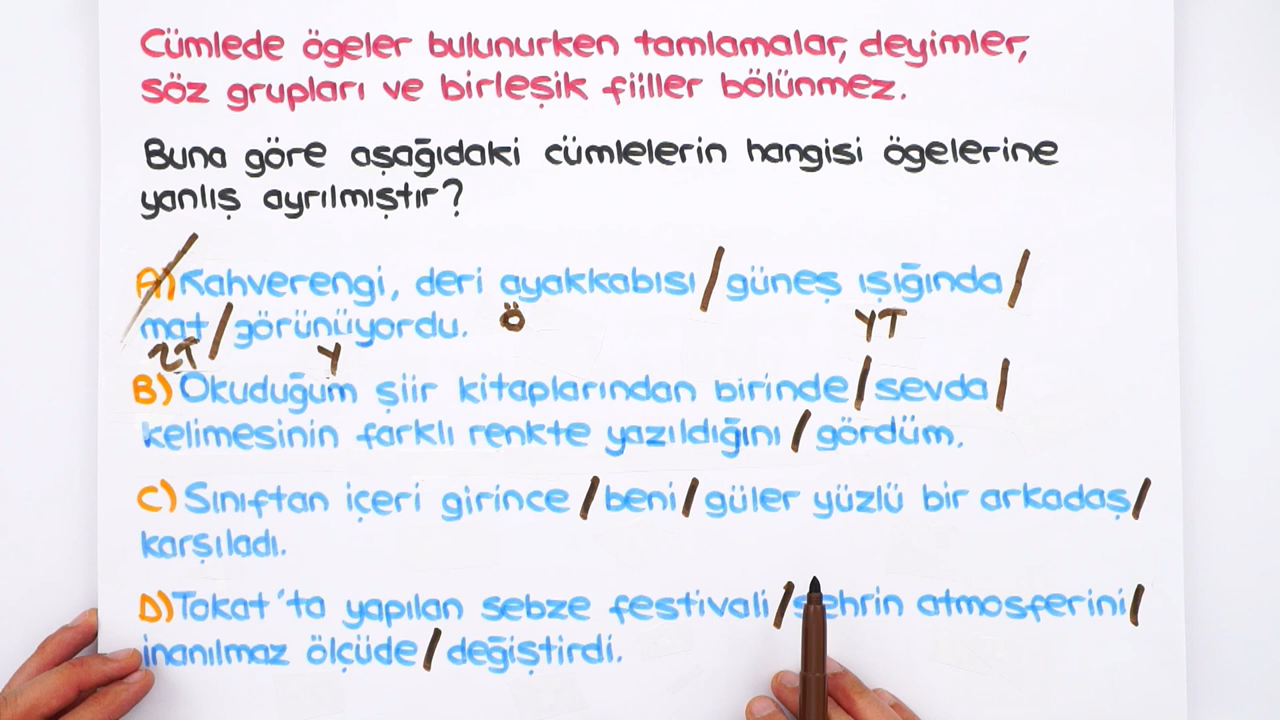 Cümlede ögeler bulunurken tamlamalar, deyimler,
söz grupları ve birleşik fiiller bölünmez.
Buna göre aşağıdaki cümlelerin hangisi ögelerine
yanlış ayrılmıştır?
A) Kahverengi, deri ayakkabısı / güneş ışığında /
mat / görünüyordu.
Ö YT
ZT Y
B) Okuduğum şiir kitaplarından birinde / sevda /
kelimesinin farklı renkte yazıldığını / gördüm.
C) Sınıftan içeri girince / beni / güler yüzlü bir arkadaş /
karşıladı.
D) Tokat'ta yapılan sebze festivali / şehrin atmosferini /
inanılmaz ölçüde / değiştirdi.